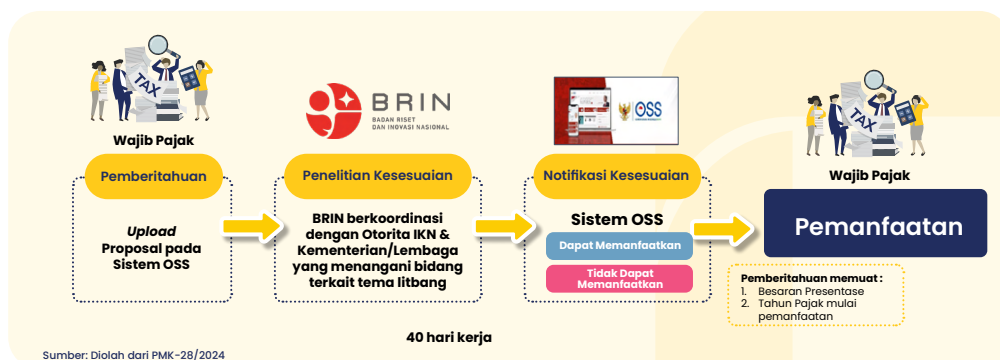 TAX
Wajib Pajak
Pemberitahuan
Upload
Proposal pada
Sistem OSS
BRIN
BADAN RISET
DAN INOVASI NASIONAL
Penelitian Kesesuaian
BRIN berkoordinasi
dengan Otorita IKN &
Kementerian/Lembaga
yang menangani bidang
terkait tema litbang
OSS
Notifikasi Kesesuaian
Sistem OSS
Dapat Memanfaatkan
Tidak Dapat
Memanfaatkan
TAX
Wajib Pajak
Pemanfaatan
Pemberitahuan memuat :
1. Besaran Presentase
2. Tahun Pajak mulai
pemanfaatan
40 hari kerja
Sumber: Diolah dari PMK-28/2024